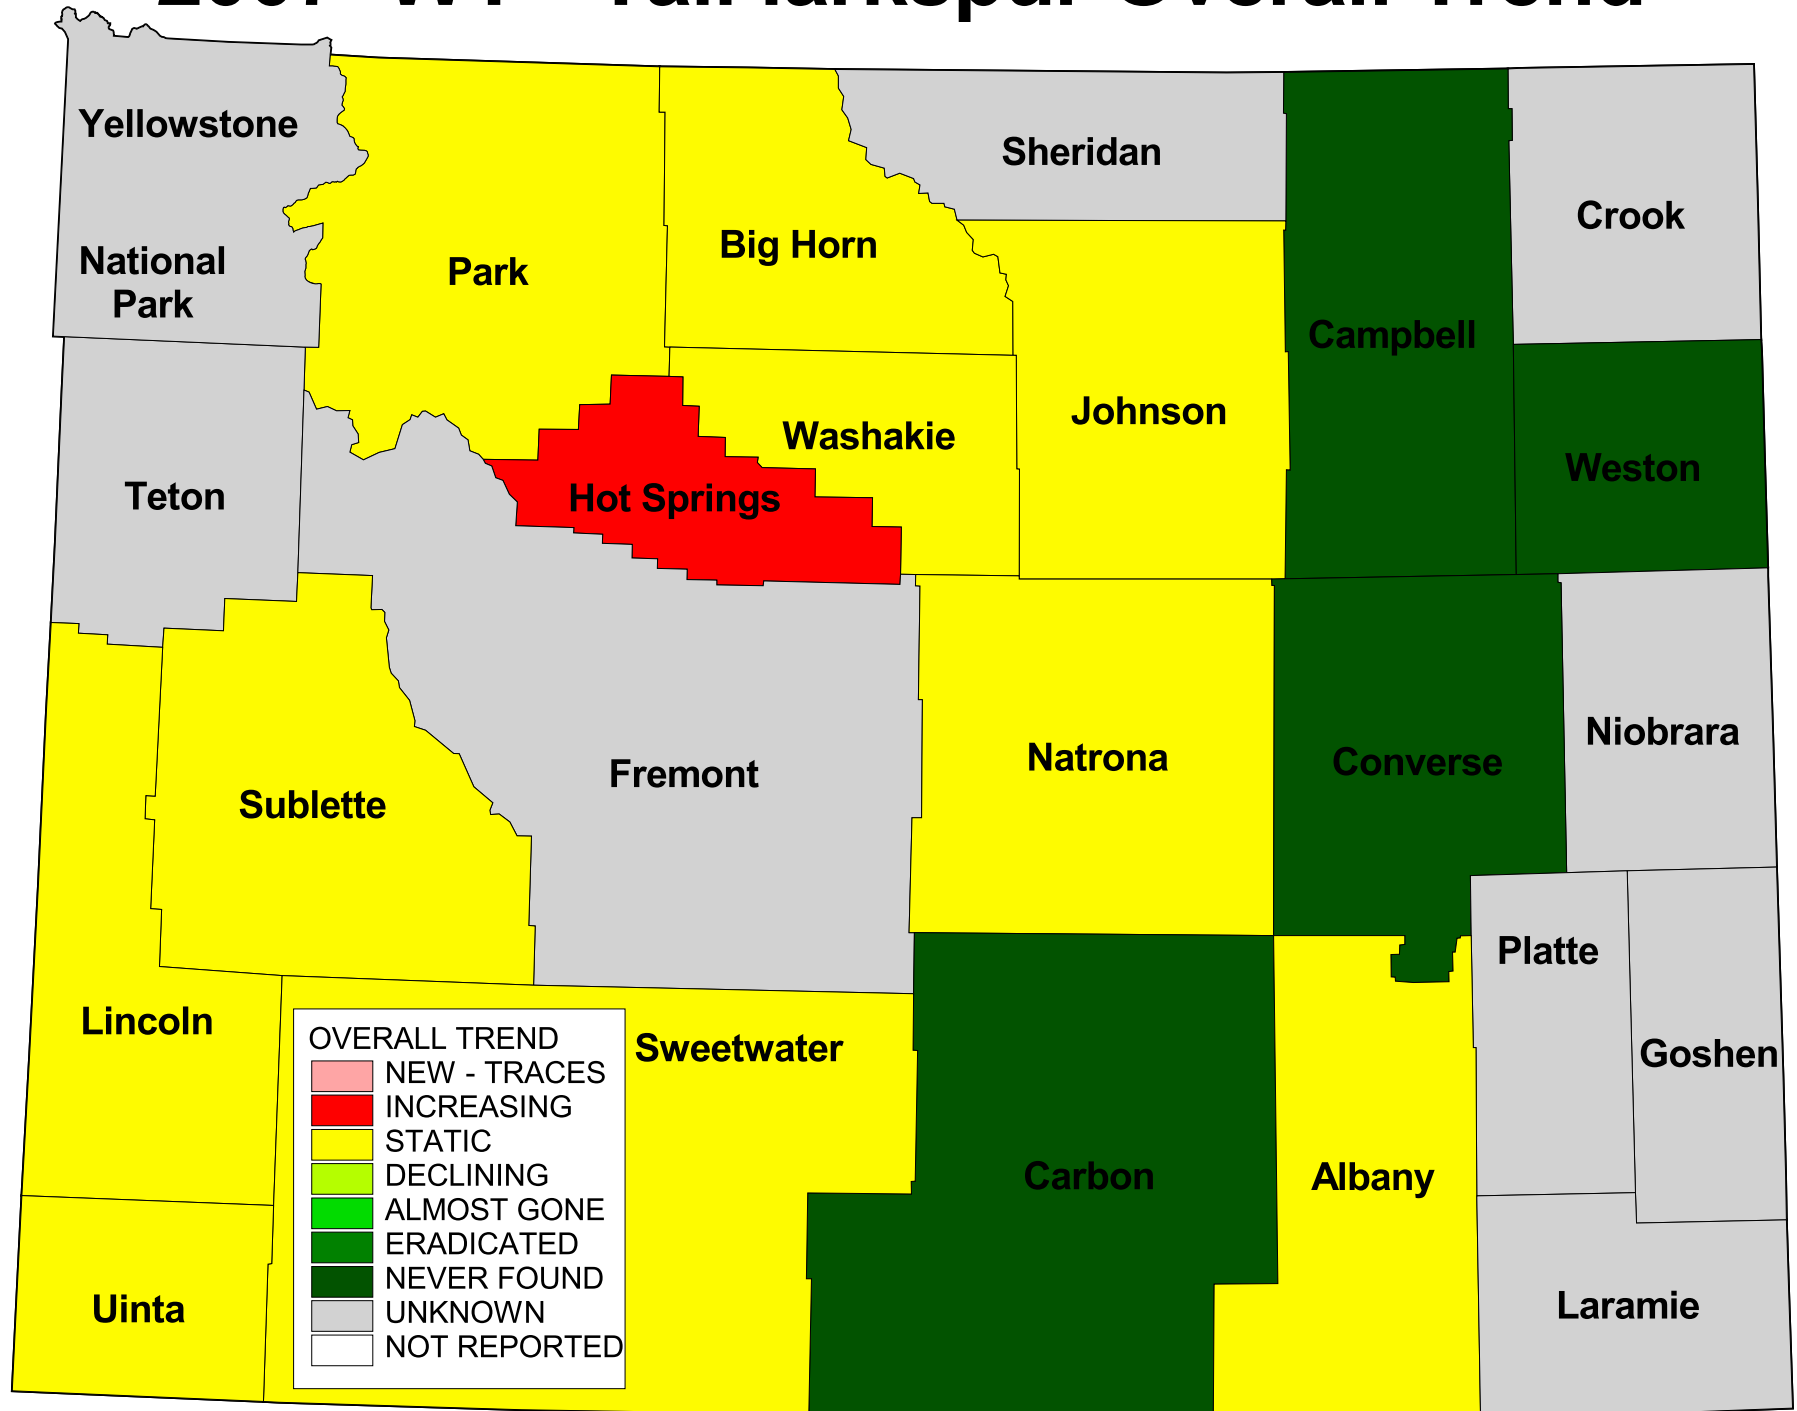 Yellowstone
Sheridan
Crook
Big Horn
National
Park
Park
Campbell
Johnson
Washakie
Weston
Teton
Hot Springs
Niobrara
Natrona
Converse
Fremont
Sublette
Platte
Lincoln
Sweetwater
Goshen
OVERALL TREND
NEW - TRACES
INCREASING
STATIC
DECLINING
ALMOST GONE
ERADICATED
NEVER FOUND
UNKNOWN
NOT REPORTED
Carbon
Albany
Uinta
Laramie